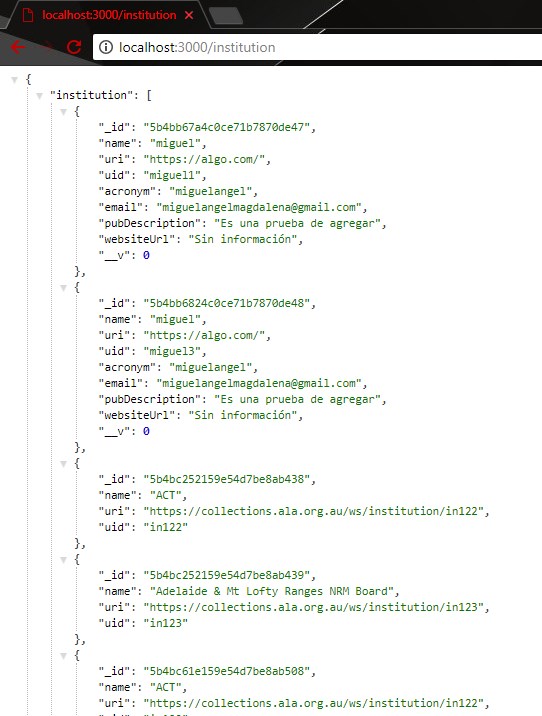 localhost:3000/institution
localhost:3000/institution
{
"institution": [
{
"_id": "5b4bb67a4c0ce71b7870de47",
"name": "miguel",
"uri": "https://algo.com/",
"uid": "miguel1",
"acronym": "miguelangel",
"email": "miguelangelmagdalena@gmail.com",
"pubDescription": "Es una prueba de agregar",
"websiteUrl": "Sin información",
"__v": 0
},
{
"_id": "5b4bb6824c0ce71b7870de48",
"name": "miguel",
"uri": "https://algo.com/",
"uid": "miguel3",
"acronym": "miguelangel",
"email": "miguelangelmagdalena@gmail.com",
"pubDescription": "Es una prueba de agregar",
"websiteUrl": "Sin información",
"__v": 0
},
{
"_id": "5b4bc252159e54d7be8ab438",
"name": "ACT",
"uri": "https://collections.ala.org.au/ws/institution/in122",
"uid": "in122"
},
{
"_id": "5b4bc252159e54d7be8ab439",
"name": "Adelaide & Mt Lofty Ranges NRM Board",
"uri": "https://collections.ala.org.au/ws/institution/in123",
"uid": "in123"
},
{
"_id": "5b4bc61e159e54d7be8ab508",
"name": "ACT",
"uri": "https://collections.ala.org.au/ws/institution/in122",